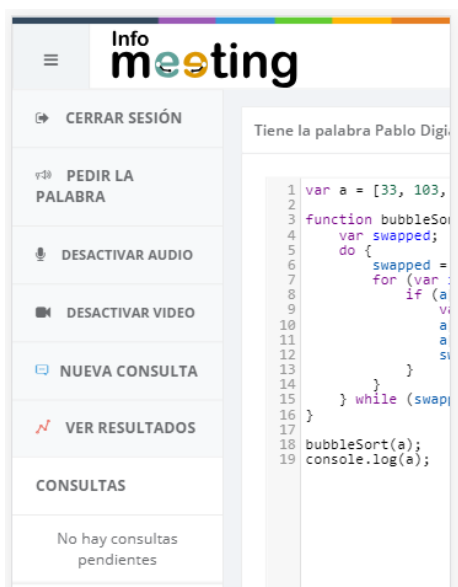 Info
meeting
CERRAR SESIÓN
PEDIR LA
PALABRA
DESACTIVAR AUDIO
DESACTIVAR VIDEO
NUEVA CONSULTA
VER RESULTADOS
CONSULTAS
No hay consultas
pendientes
Tiene la palabra Pablo
1 var a = [33, 103,
2
3 function
4 var swapped;
5 do {
6 swapped =
7 for (var
8 if (a
9
10 a
11 a
12
13 }
14 }
15 } while (
16 }
17
18 bubbleSort(a);
19 console.log(a);